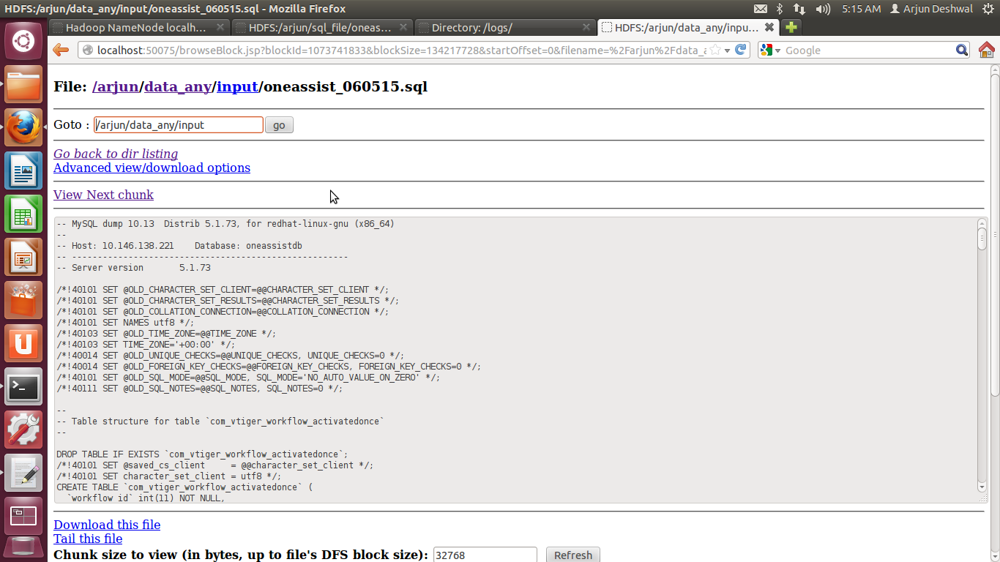 HDFS:/arjun/data_any/input/oneassist_060515.sql - Mozilla Firefox
5:15 AM Arjun Deshwal
Hadoop NameNode localh...
HDFS:/arjun/sql_file/oneas...
Directory: /logs/
HDFS:/arjun/data_any/inpu...
localhost:50075/browseBlock.jsp?blockId=1073741833&blockSize=134217728&startOffset=0&filename=%2Farjun%2Fdata_a
Google
File: /arjun/data_any/input/oneassist_060515.sql
Goto : /arjun/data_any/input go
Go back to dir listing
Advanced view/download options
View Next chunk
-- MySQL dump 10.13  Distrib 5.1.73, for redhat-linux-gnu (x86_64)
--
-- Host: 10.146.138.221    Database: oneassistdb
-- ------------------------------------------------------
-- Server version       5.1.73
/*!40101 SET @OLD_CHARACTER_SET_CLIENT=@@CHARACTER_SET_CLIENT */;
/*!40101 SET @OLD_CHARACTER_SET_RESULTS=@@CHARACTER_SET_RESULTS */;
/*!40101 SET @OLD_COLLATION_CONNECTION=@@COLLATION_CONNECTION */;
/*!40101 SET NAMES utf8 */;
/*!40103 SET @OLD_TIME_ZONE=@@TIME_ZONE */;
/*!40103 SET TIME_ZONE='+00:00' */;
/*!40014 SET @OLD_UNIQUE_CHECKS=@@UNIQUE_CHECKS, UNIQUE_CHECKS=0 */;
/*!40014 SET @OLD_FOREIGN_KEY_CHECKS=@@FOREIGN_KEY_CHECKS, FOREIGN_KEY_CHECKS=0 */;
/*!40101 SET @OLD_SQL_MODE=@@SQL_MODE, SQL_MODE='NO_AUTO_VALUE_ON_ZERO' */;
/*!40111 SET @OLD_SQL_NOTES=@@SQL_NOTES, SQL_NOTES=0 */;
--
-- Table structure for table `com_vtiger_workflow_activatedonce`
--
DROP TABLE IF EXISTS `com_vtiger_workflow_activatedonce`;
/*!40101 SET @saved_cs_client     = @@character_set_client */;
/*!40101 SET character_set_client = utf8 */;
CREATE TABLE `com_vtiger_workflow_activatedonce` (
  `workflow_id` int(11) NOT NULL,
Download this file
Tail this file
Chunk size to view (in bytes, up to file's DFS block size): 32768 Refresh